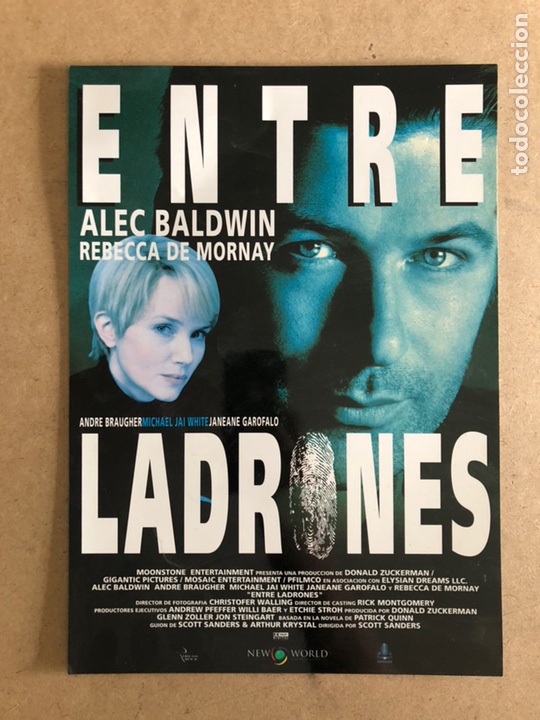 ENTRE
ALEC BALDWIN
REBECCA DE MORNAY
ANDRE BRAUGHER MICHAEL JAI WHITE JANEANE GAROFALO
LADRONES
MOONSTONE ENTERTAINMENT PRESENTA UNA PRODUCCION DE DONALD ZUCKERMAN /
GIGANTIC PICTURES / MOSAIC ENTERTAINMENT / PFILMCO EN ASOCIACION CON ELYSIAN DREAMS LLC.
ALEC BALDWIN ANDRE BRAUGHER MICHAEL JAI WHITE JANEANE GAROFALO Y REBECCA DE MORNAY
"ENTRE LADRONES"
DIRECTOR DE FOTOGRAFIA CHRISTOFER WALLING DIRECTOR DE CASTING RICK MONTGOMERY
PRODUCTORES EJECUTIVOS ANDREW PFEFFER WILLI BAER Y ETCHIE STROH PRODUCIDA POR DONALD ZUCKERMAN
GLENN ZOLLER JON STEINGART BASADA EN LA NOVELA DE PATRICK QUINN
GUION DE SCOTT SANDERS & ARTHUR KRYSTAL DIRIGIDA POR SCOTT SANDERS
NEW WORLD
todocoleccion